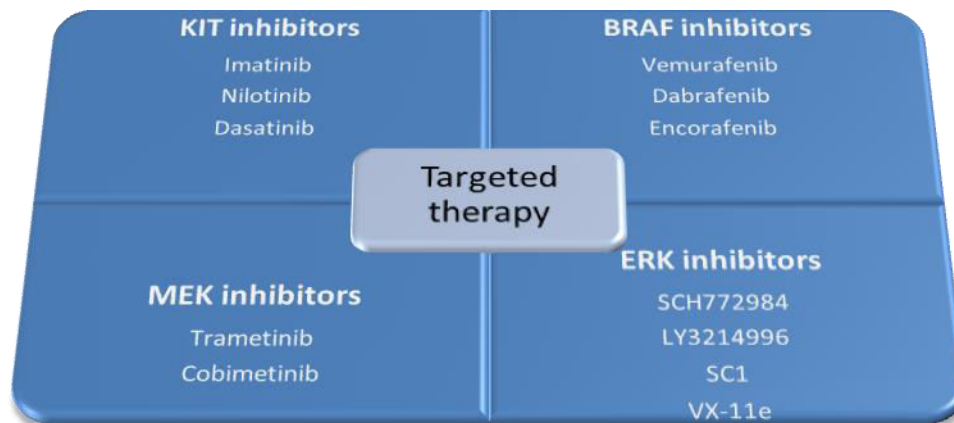 KIT inhibitors
Imatinib
Nilotinib
Dasatinib
BRAF inhibitors
Vemurafenib
Dabrafenib
Encorafenib
Targeted
therapy
MEK inhibitors
Trametinib
Cobimetinib
ERK inhibitors
SCH772984
LY3214996
SC1
VX-11e